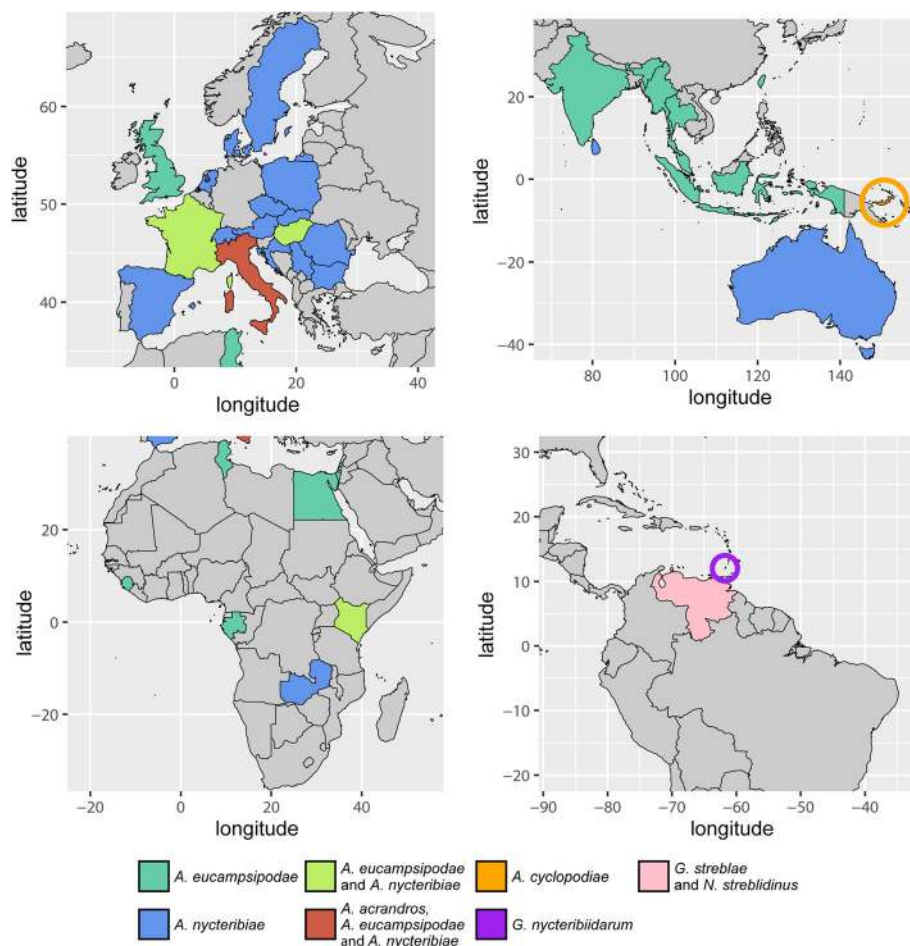 60
50
40
latitude
0
20
40
longitude
20
0
−20
−40
latitude
80
100
120
140
longitude
20
0
−20
latitude
−20
0
20
40
longitude
30
20
10
0
−10
−20
latitude
−90
−80
−70
−60
−50
−40
longitude
A. eucampsipodae
A. eucampsipodae
and A. nycteribiae
A. cyclopodiae
G. streblae
and N. streblidinus
A. nycteribiae
A. acrandros,
A. eucampsipodae
and A. nycteribiae
G. nycteribiidarum